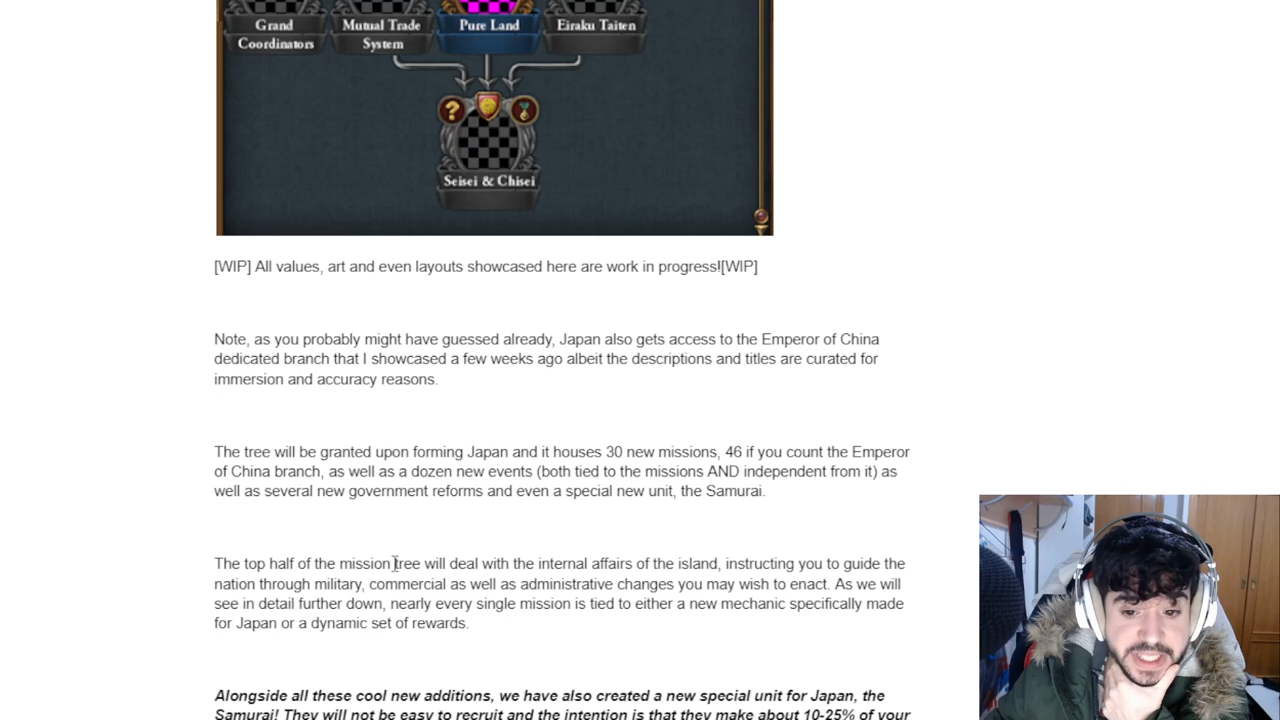 Grand Coordinators
Mutual Trade System
Pure Land
Eiraku Taiten
Seisei & Chisei
[WIP] All values, art and even layouts showcased here are work in progress![WIP]
Note, as you probably might have guessed already, Japan also gets access to the Emperor of China
dedicated branch that I showcased a few weeks ago albeit the descriptions and titles are curated for
immersion and accuracy reasons.
The tree will be granted upon forming Japan and it houses 30 new missions, 46 if you count the Emperor
of China branch, as well as a dozen new events (both tied to the missions AND independent from it) as
well as several new government reforms and even a special new unit, the Samurai.
The top half of the mission tree will deal with the internal affairs of the island, instructing you to guide the
nation through military, commercial as well as administrative changes you may wish to enact. As we will
see in detail further down, nearly every single mission is tied to either a new mechanic specifically made
for Japan or a dynamic set of rewards.
Alongside all these cool new additions, we have also created a new special unit for Japan, the
Samurai! They will not be easy to recruit and the intention is that they make about 10-25% of your